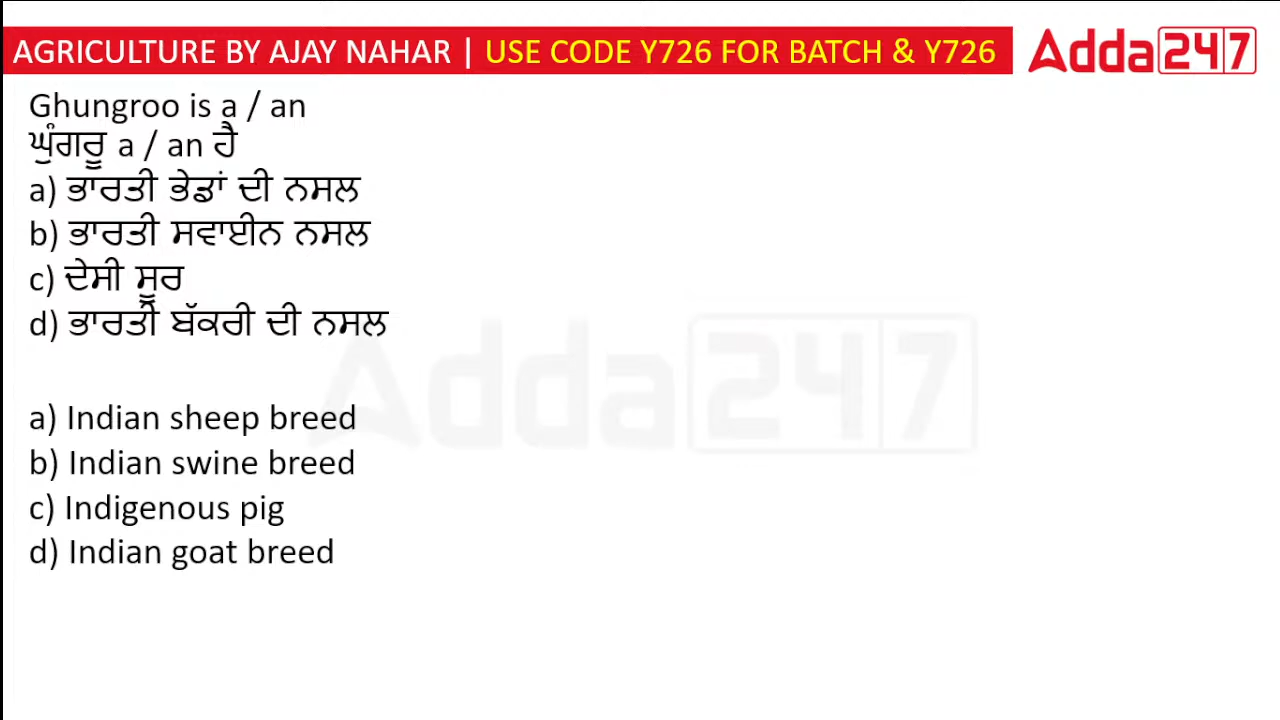 AGRICULTURE BY AJAY NAHAR | USE CODE Y726 FOR BATCH & Y726
Adda247
Ghungroo is a / an
ਘੁੰਗਰੂ a / an ਹੈ
a) ਭਾਰਤੀ ਭੇਡਾਂ ਦੀ ਨਸਲ
b) ਭਾਰਤੀ ਸਵਾਈਨ ਨਸਲ
c) ਦੇਸੀ ਸੂਰ
d) ਭਾਰਤੀ ਬੱਕਰੀ ਦੀ ਨਸਲ
Adda247
a) Indian sheep breed
b) Indian swine breed
c) Indigenous pig
d) Indian goat breed